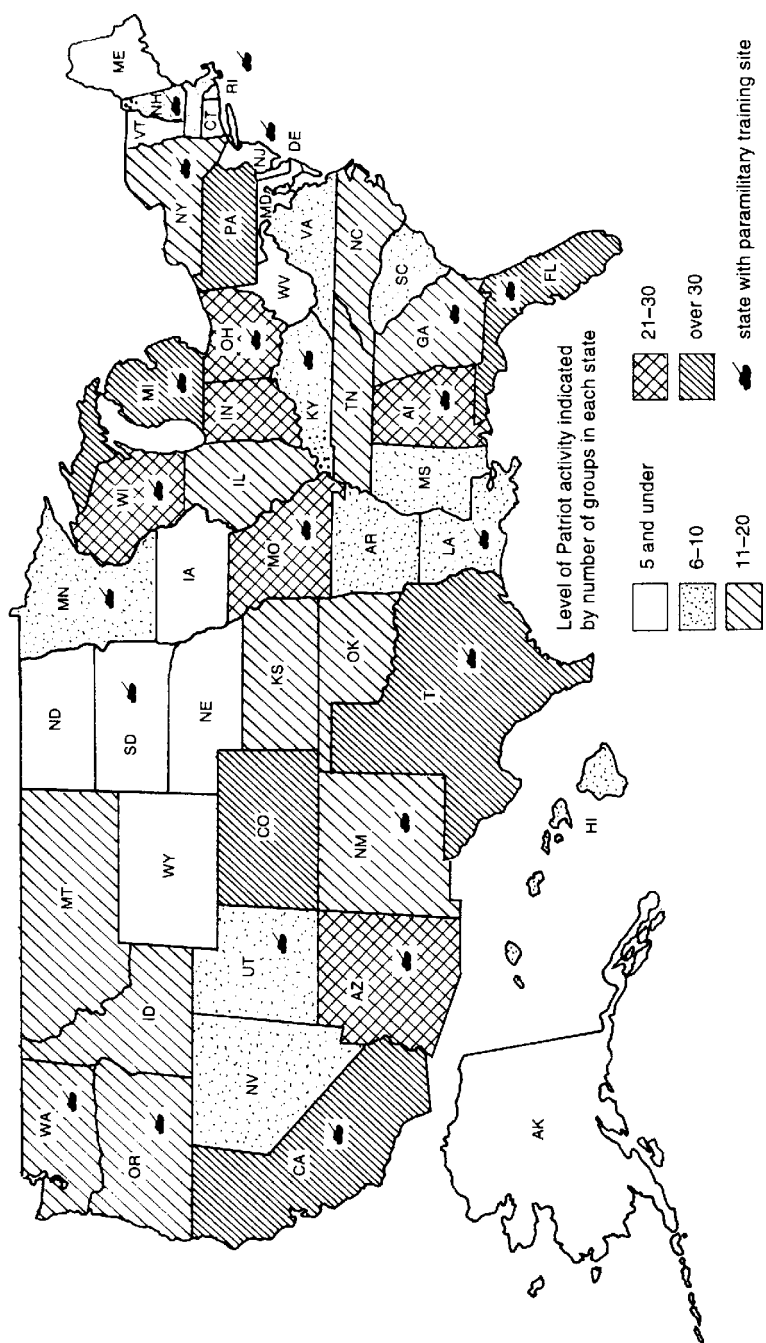 WA
MT
ND
MN
ME
OR
ID
SD
WI
MI
VT
NH
NY
WY
IA
CT
RI
NE
PA
NJ
NV
UT
CO
IL
IN
OH
MD
DE
CA
KS
MO
WV
VA
KY
AZ
NM
OK
AR
TN
NC
SC
T
LA
MS
Al
GA
FL
AK
HI
Level of Patriot activity indicated
by number of groups in each state
5 and under
6–10
11–20
21–30
over 30
state with paramilitary training site